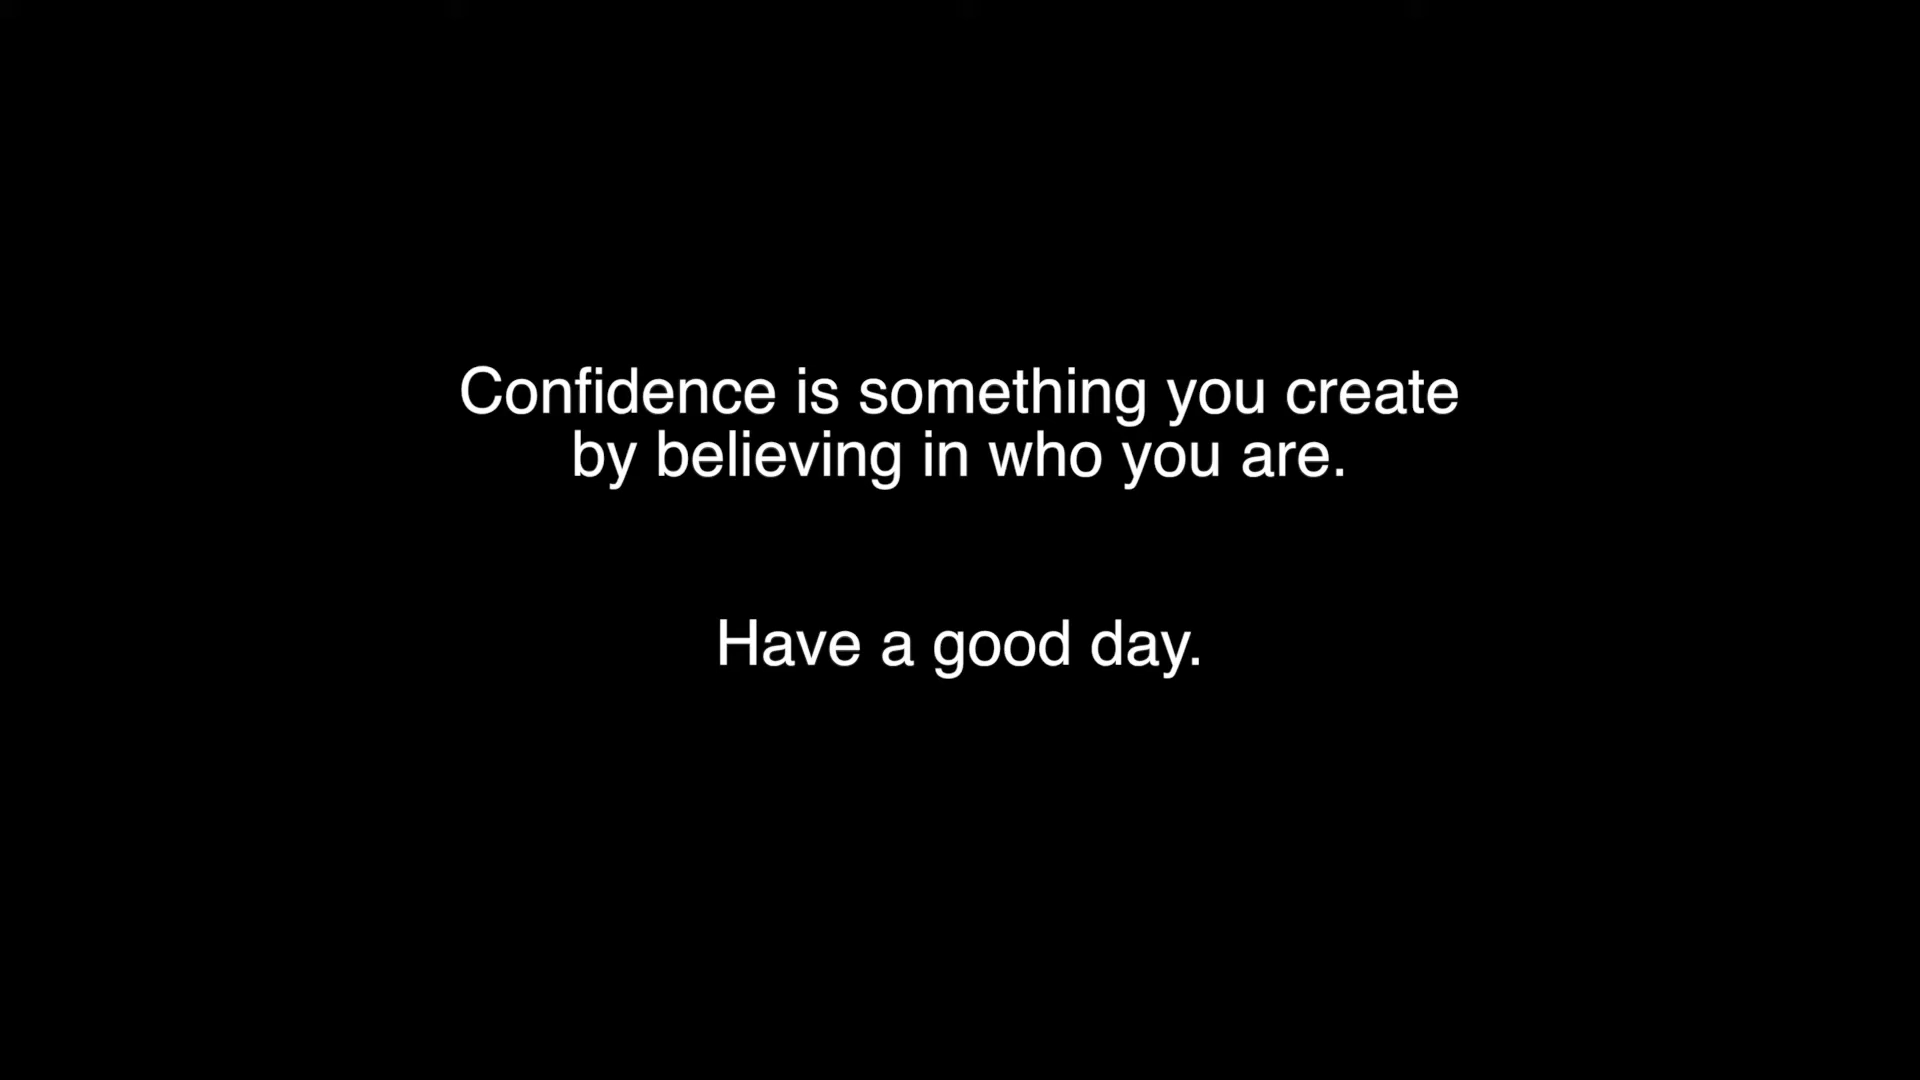 Confidence is something you create
by believing in who you are.
Have a good day.